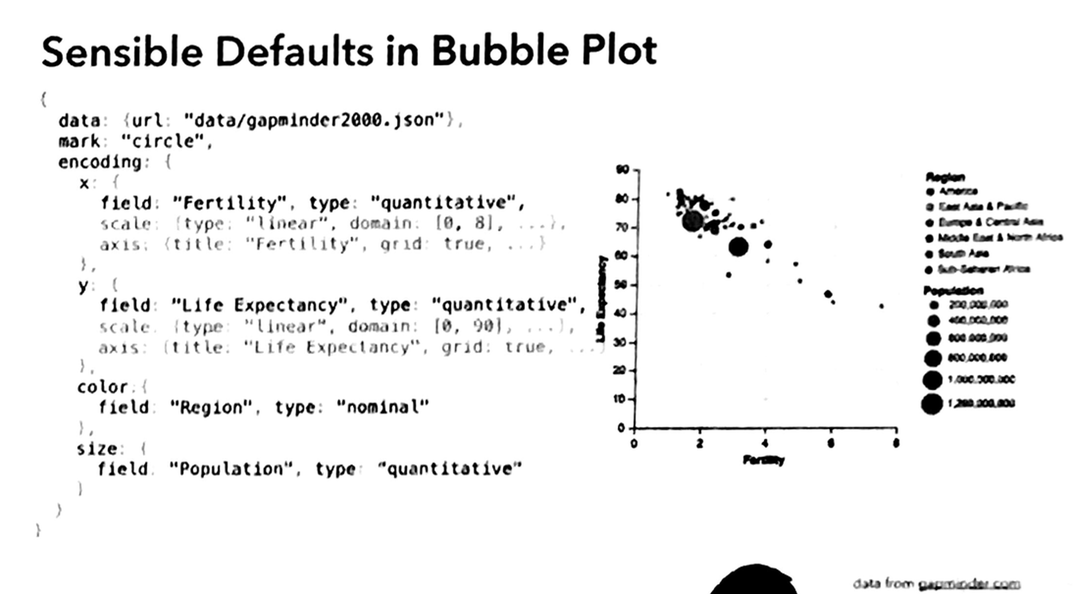 Sensible Defaults in Bubble Plot
{
data: {url: "data/gapminder2000.json"},
mark: "circle",
encoding: {
x: {
field: "Fertility", type: "quantitative",
scale: {type: "linear", domain: [0, 8], ...},
axis: {title: "Fertility", grid: true, ...}
},
y: {
field: "Life Expectancy", type: "quantitative",
scale: {type: "linear", domain: [0, 90], ...},
axis: {title: "Life Expectancy", grid: true, ...}
},
color:{
field: "Region", type: "nominal"
},
size: {
field: "Population", type: "quantitative"
}
}
}
90
80
70
60
50
40
30
20
10
0
Life Expectancy
0 2 4 6 8
Fertility
Region
America
East Asia & Pacific
Europe & Central Asia
Middle East & North Africa
South Asia
Sub-Saharan Africa
Population
200,000,000
400,000,000
600,000,000
800,000,000
1,000,000,000
1,200,000,000
data from gapminder.com